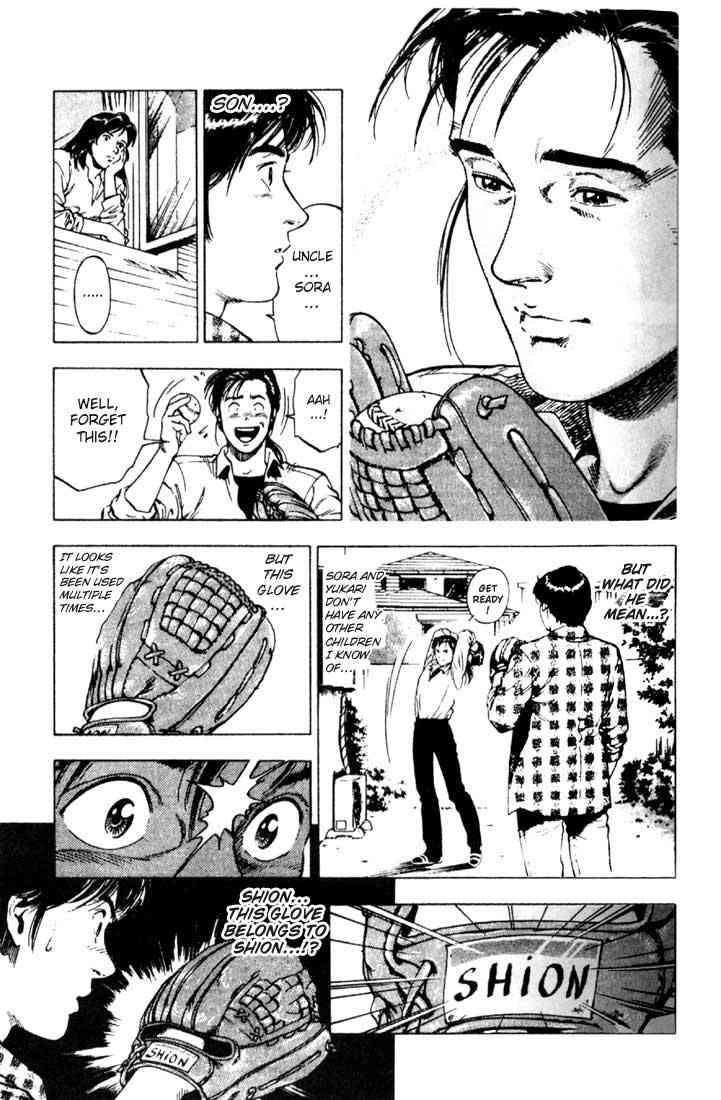 SON....?
UNCLE
...
SORA
...
.....
AAH
...!
WELL,
FORGET
THIS!!
BUT
WHAT DID
HE
MEAN...?
GET
READY
SORA AND
YUKARI
DON'T
HAVE ANY
OTHER
CHILDREN
I KNOW
OF...
BUT
THIS
GLOVE
...
IT LOOKS
LIKE IT'S
BEEN USED
MULTIPLE
TIMES...
SHION
SHION
SHION...
THIS GLOVE
BELONGS TO
SHION....!?
SHION